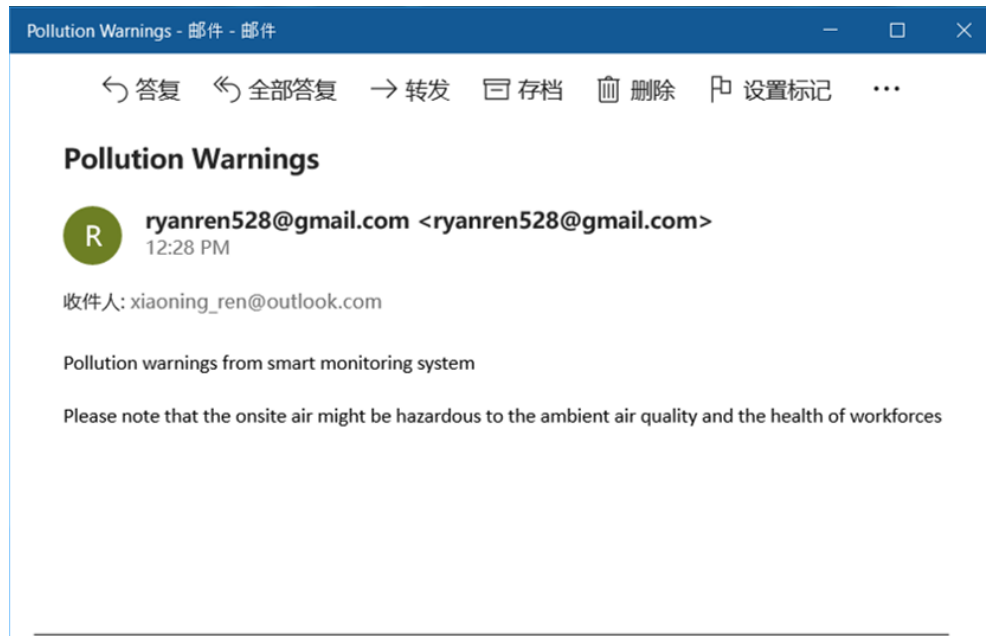 Pollution Warnings - 邮件 - 邮件
答复 全部答复 转发 存档 删除 设置标记 ···
Pollution Warnings
R
ryanren528@gmail.com <ryanren528@gmail.com>
12:28 PM
收件人: xiaoning_ren@outlook.com
Pollution warnings from smart monitoring system
Please note that the onsite air might be hazardous to the ambient air quality and the health of workforces